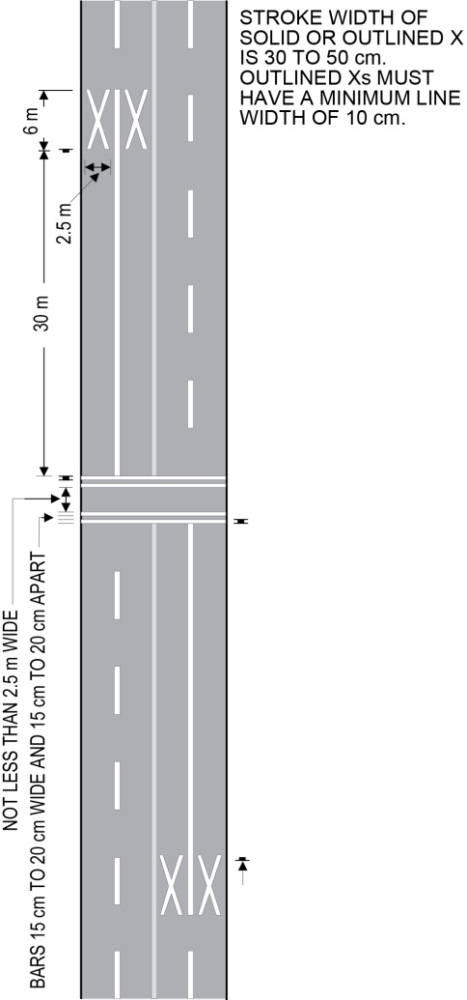 STROKE WIDTH OF
SOLID OR OUTLINED X
IS 30 TO 50 cm.
OUTLINED Xs MUST
HAVE A MINIMUM LINE
WIDTH OF 10 cm.
6 m
2.5 m
30 m
NOT LESS THAN 2.5 m WIDE
BARS 15 cm TO 20 cm WIDE AND 15 cm TO 20 cm APART